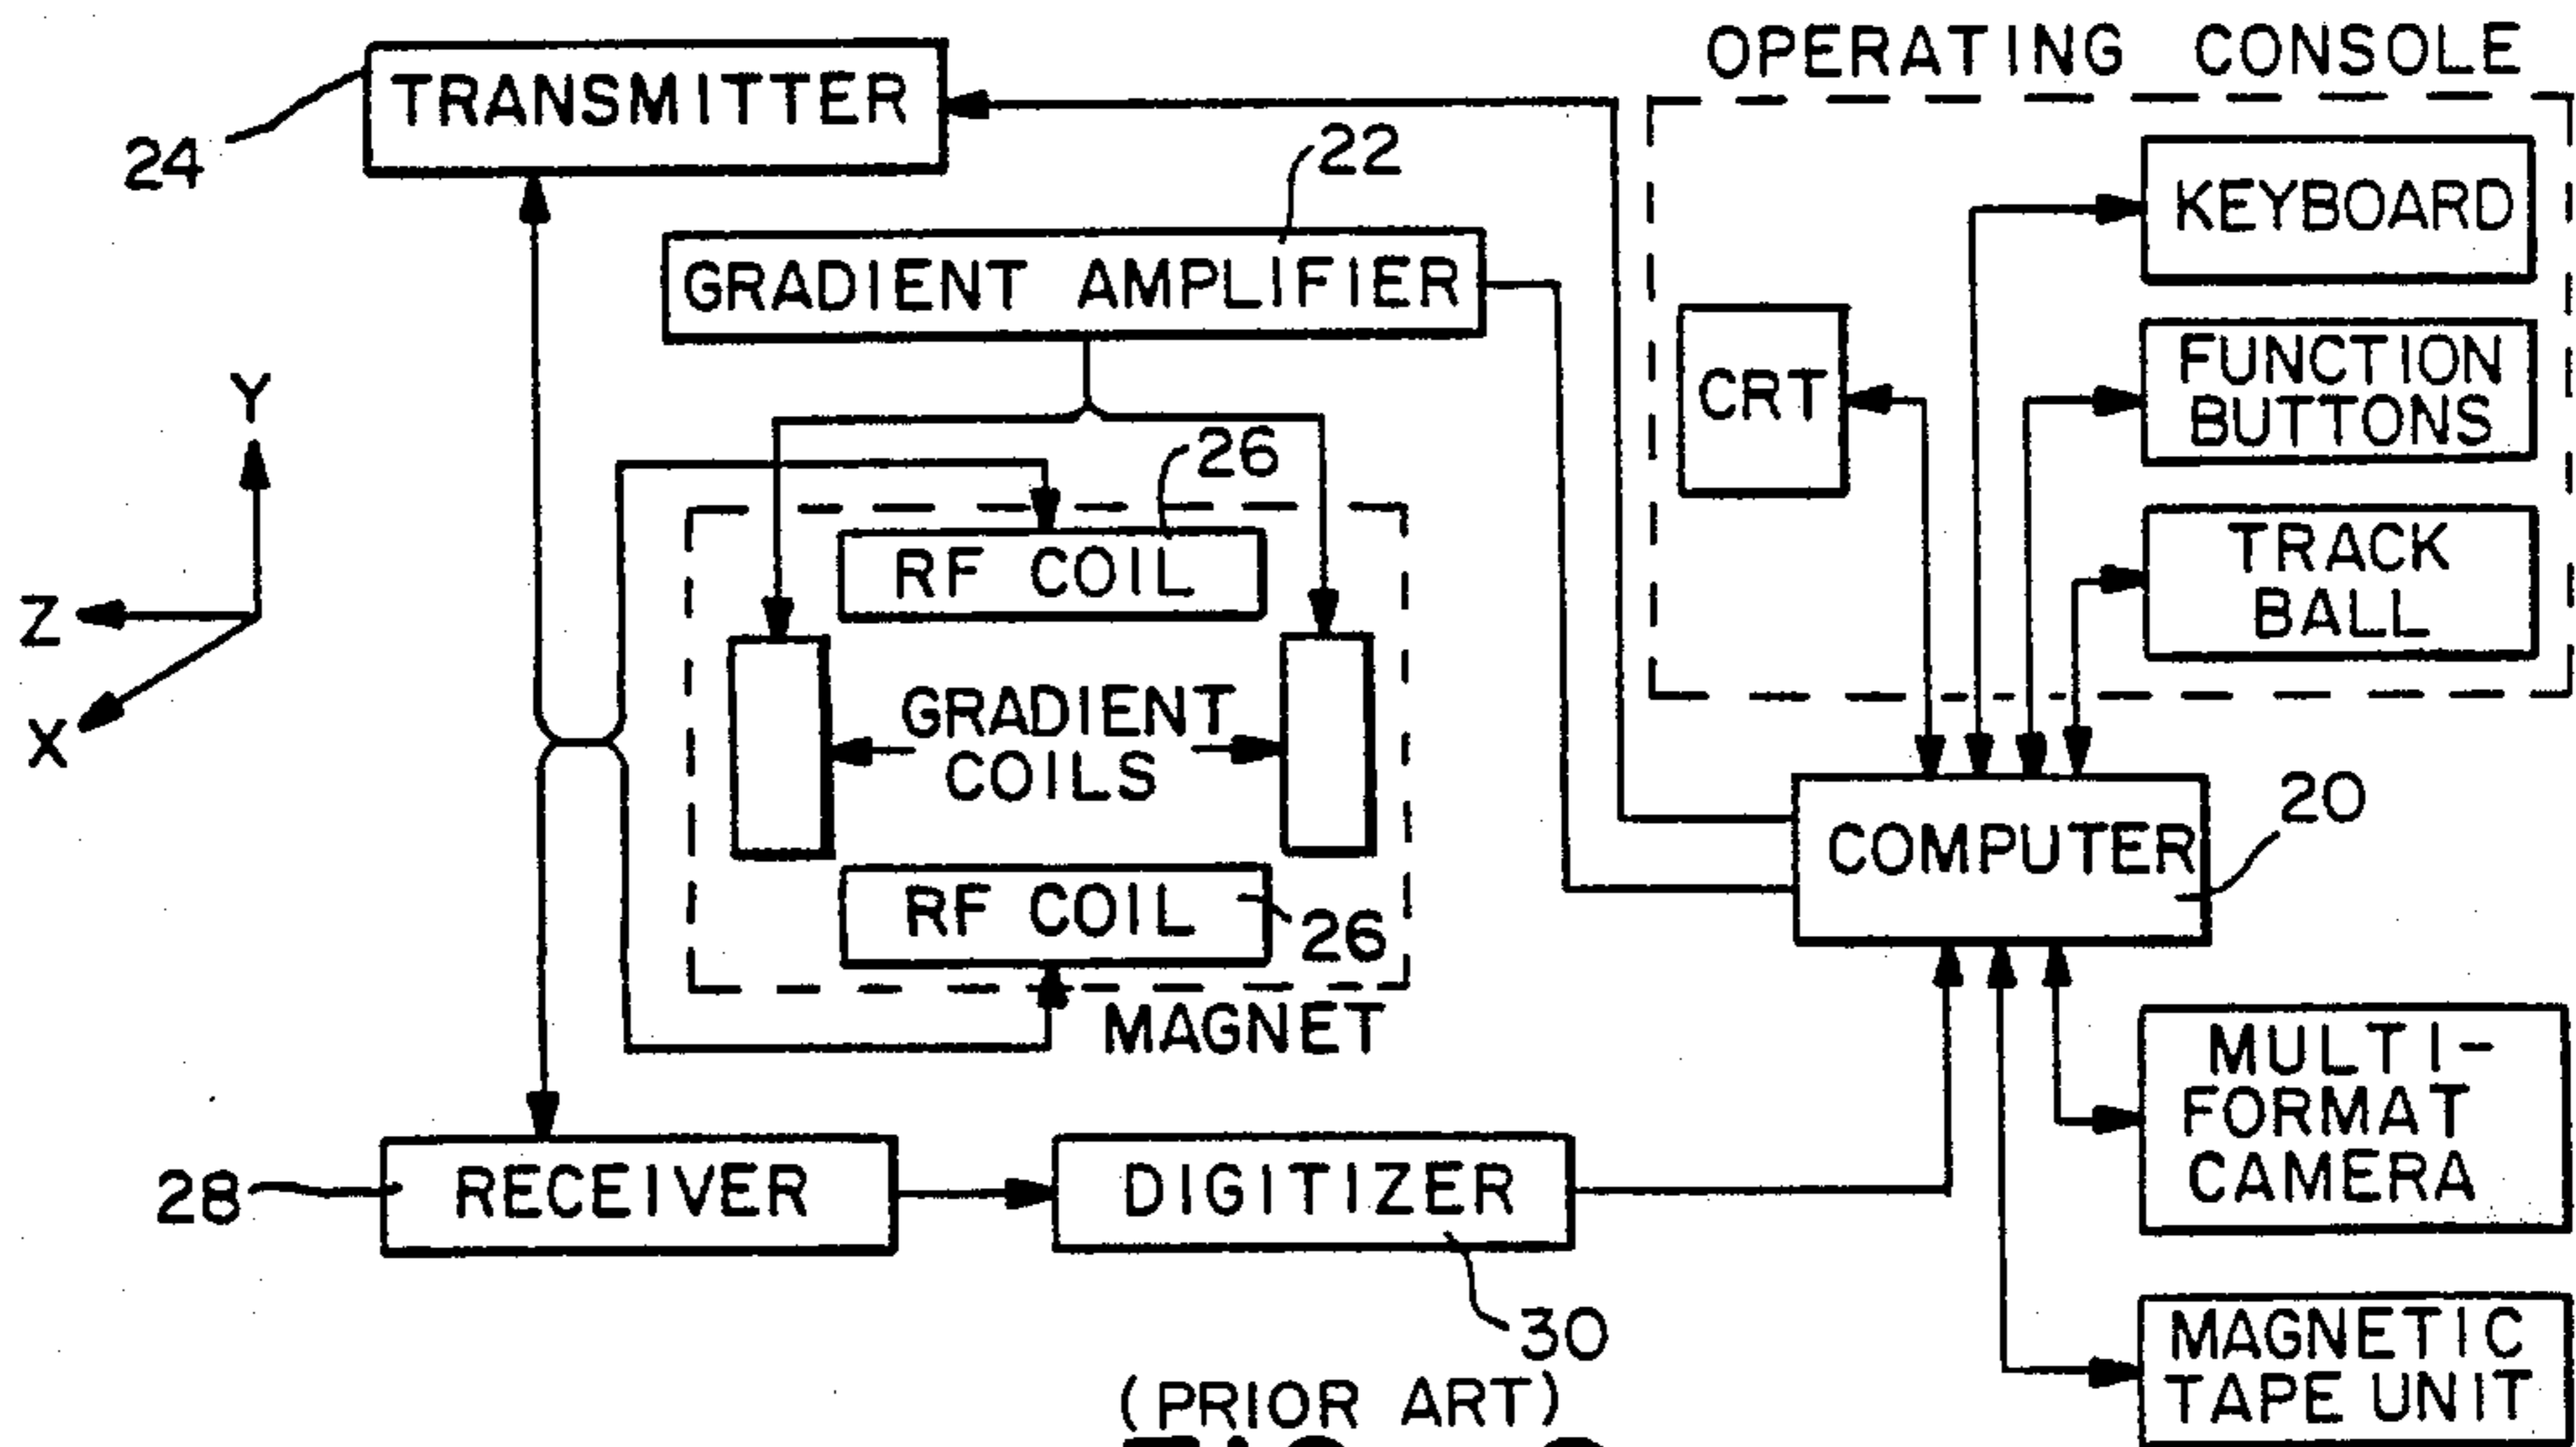 OPERATING CONSOLE
TRANSMITTER
24
22
KEYBOARD
GRADIENT AMPLIFIER
CRT
FUNCTION
BUTTONS
Y
26
RF COIL
TRACK
BALL
Z
X
GRADIENT
COILS
20
COMPUTER
RF COIL
26
MAGNET
MULTI-
FORMAT
CAMERA
28
RECEIVER
DIGITIZER
30
MAGNETIC
TAPE UNIT
(PRIOR ART)